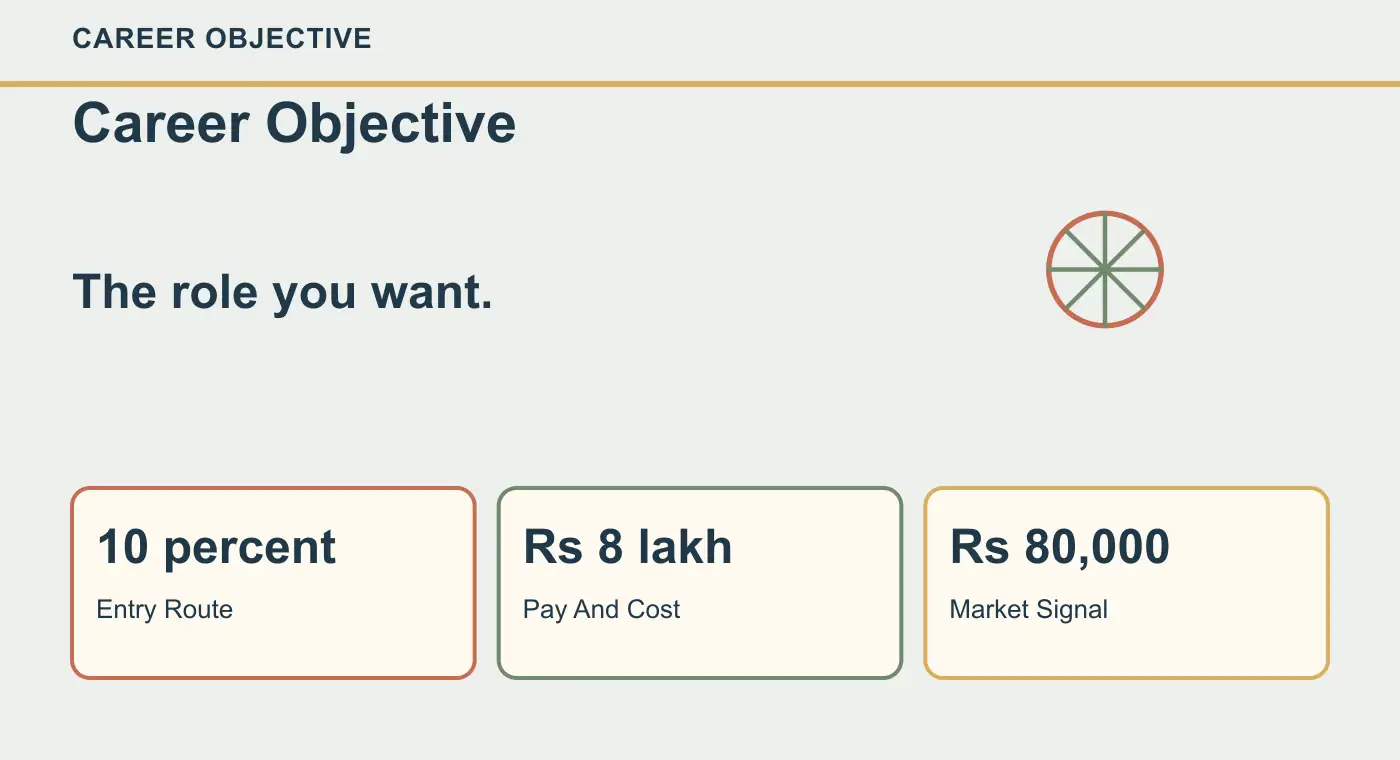 CAREER OBJECTIVE
Career Objective
The role you want.
10 percent
Entry Route
Rs 8 lakh
Pay And Cost
Rs 80,000
Market Signal